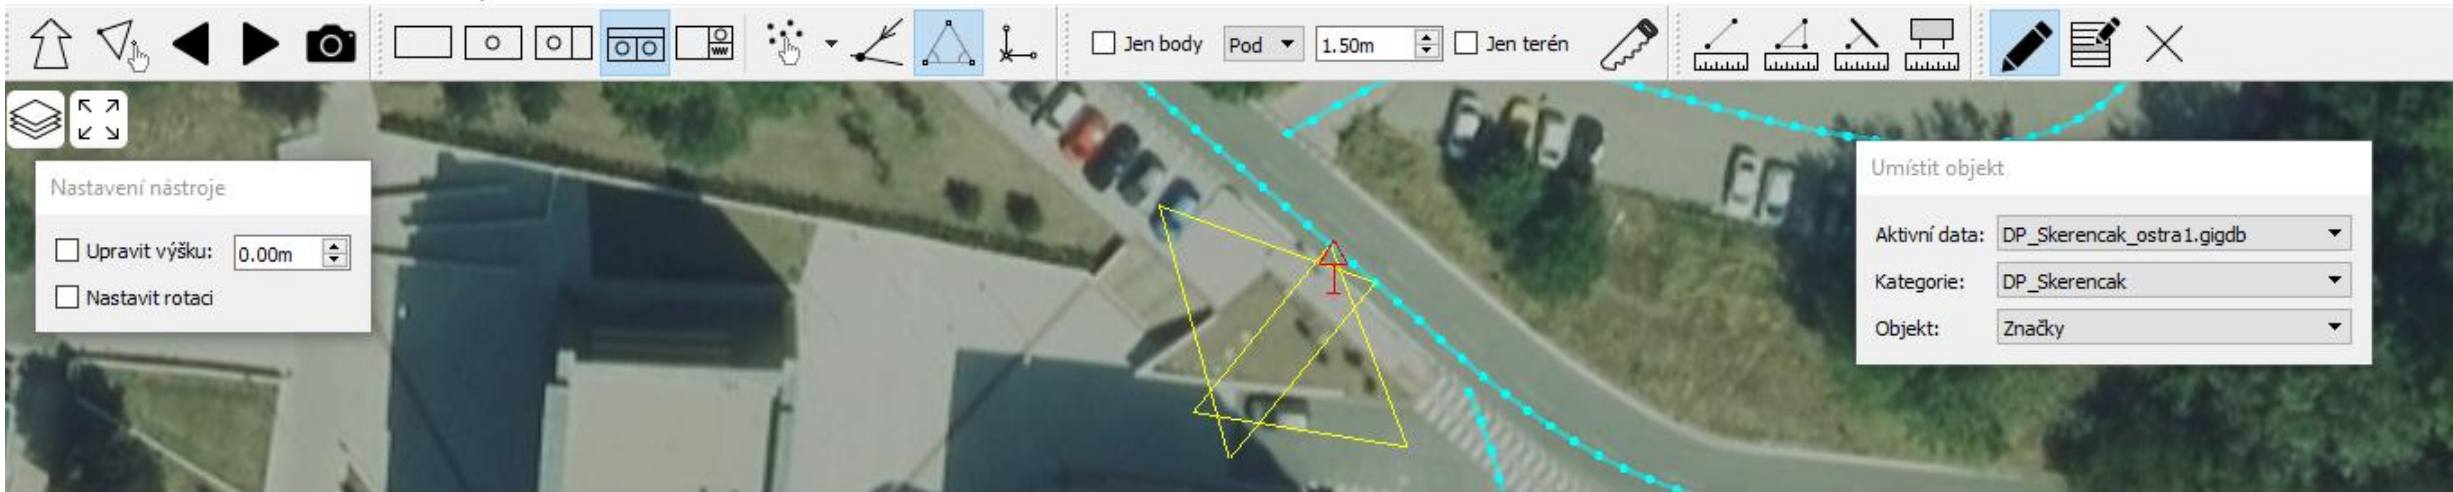 Jen body
Pod
1.50m
Jen terén
Nastavení nástroje
Upravit výšku:
0.00m
Nastavit rotaci
Umístit objekt
Aktivní data:
DP_Skerencak_ostra1.gigdb
Kategorie:
DP_Skerencak
Objekt:
Značky